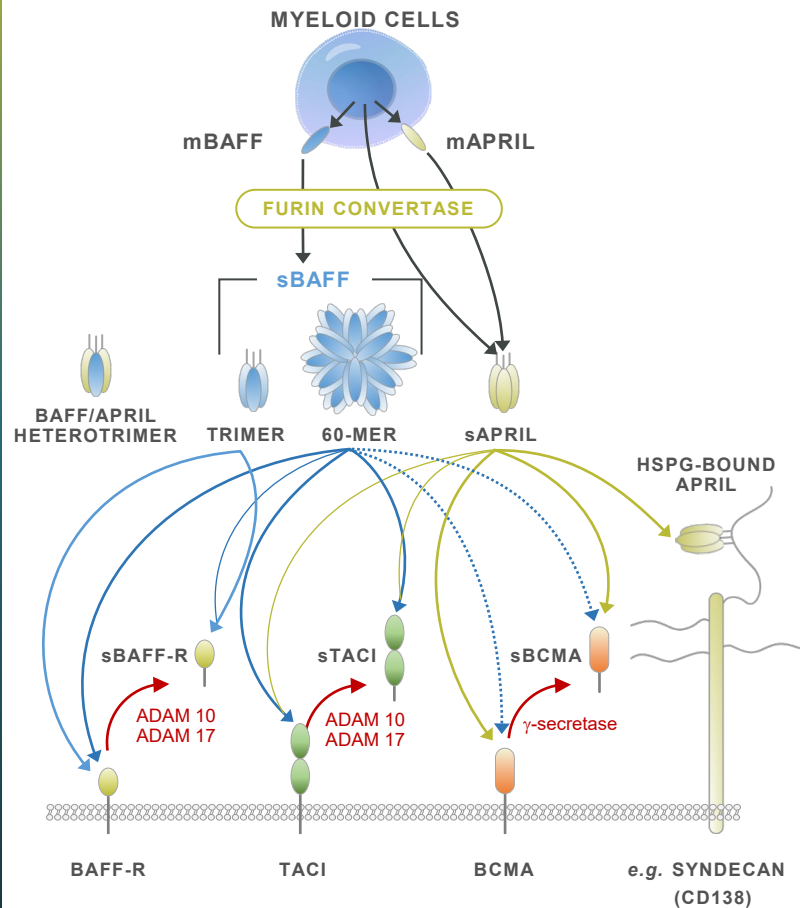 MYELOID CELLS
mBAFF
mAPRIL
FURIN CONVERTASE
sBAFF
BAFF/APRIL
HETEROTRIMER
TRIMER
60-MER
sAPRIL
HSPG-BOUND
APRIL
sBAFF-R
sTACI
sBCMA
ADAM 10
ADAM 17
ADAM 10
ADAM 17
γ-secretase
BAFF-R
TACI
BCMA
e.g. SYNDECAN
(CD138)